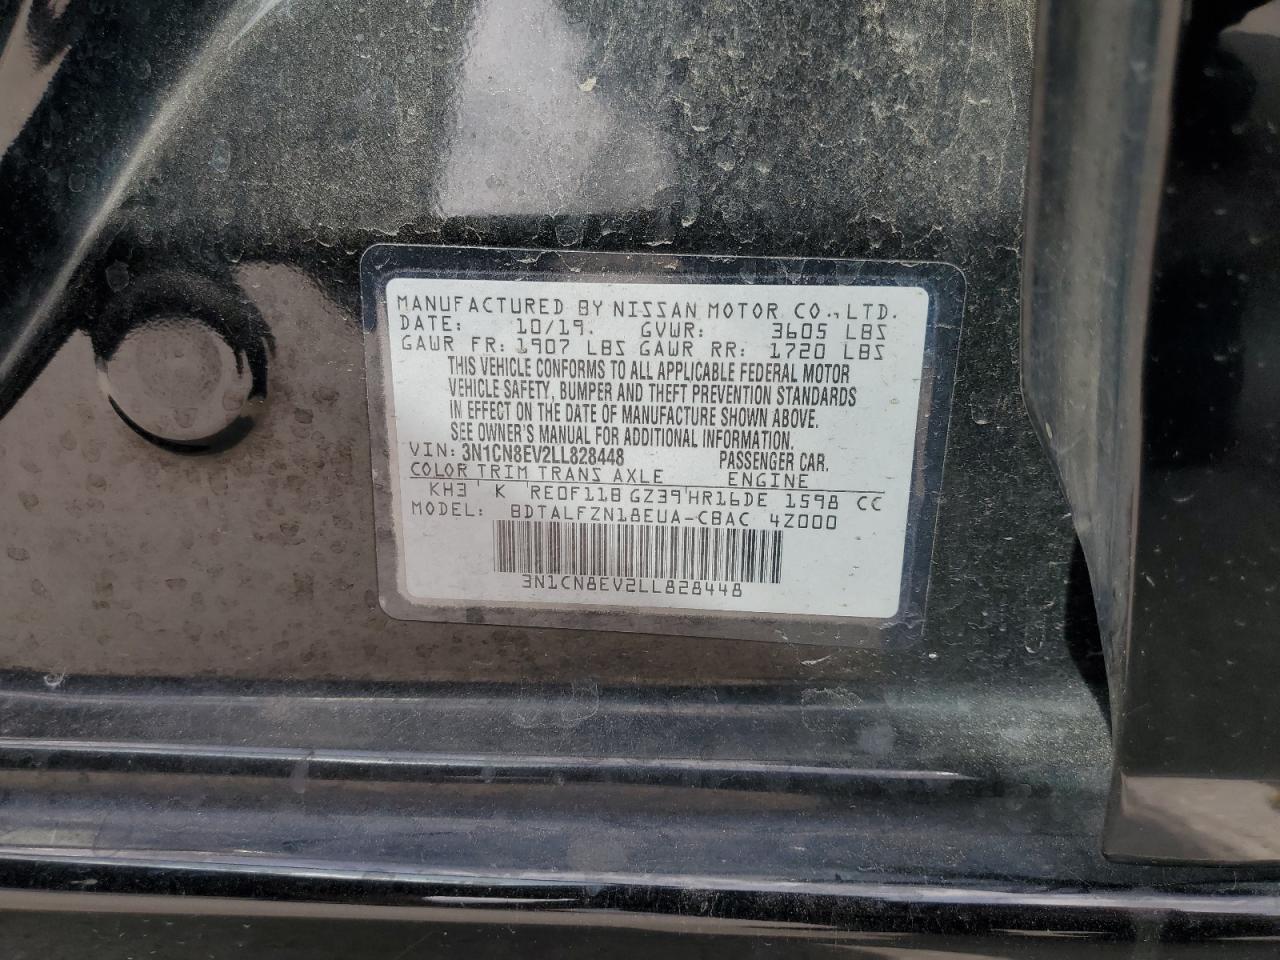 MANUFACTURED BY NISSAN MOTOR CO., LTD.
DATE: 10/19. GVWR: 3605 LBS
GAWR FR: 1907 LBS GAWR RR: 1720 LBS
THIS VEHICLE CONFORMS TO ALL APPLICABLE FEDERAL MOTOR
VEHICLE SAFETY, BUMPER AND THEFT PREVENTION STANDARDS
IN EFFECT ON THE DATE OF MANUFACTURE SHOWN ABOVE.
SEE OWNER'S MANUAL FOR ADDITIONAL INFORMATION.
VIN: 3N1CN8EV2LL828448 PASSENGER CAR.
COLOR TRIM TRANS AXLE ENGINE
KH3 K RE0F11B GZ39 HR16DE 1598 CC
MODEL: BDTALFZN18EUA-CBAC 4Z000
3N1CN8EV2LL828448